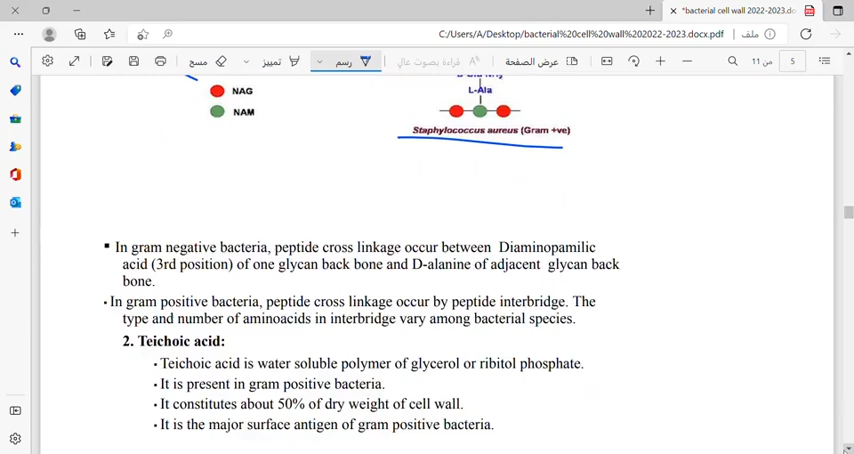 *bacterial cell wall 2022-2023.do
C:/Users/A/Desktop/bacterial%20cell%20wall%202022-2023.docx.pdf
ملف
مسح
تمييز
رسم
قراءة بصوت عالٍ
عرض الصفحة
من 11
5
L-Ala
NAG
NAM
Staphylococcus aureus (Gram +ve)
▪ In gram negative bacteria, peptide cross linkage occur between Diaminopamilic
acid (3rd position) of one glycan back bone and D-alanine of adjacent glycan back
bone.
• In gram positive bacteria, peptide cross linkage occur by peptide interbridge. The
type and number of aminoacids in interbridge vary among bacterial species.
2. Teichoic acid:
• Teichoic acid is water soluble polymer of glycerol or ribitol phosphate.
• It is present in gram positive bacteria.
• It constitutes about 50% of dry weight of cell wall.
• It is the major surface antigen of gram positive bacteria.